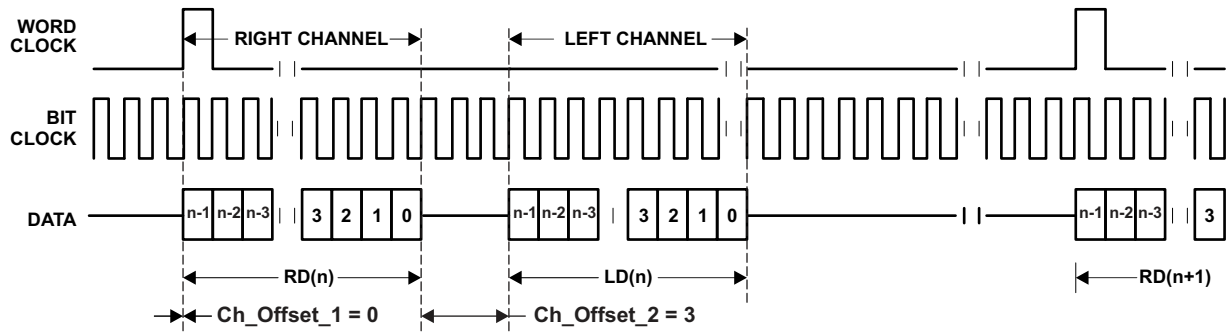 WORD
CLOCK
RIGHT CHANNEL
LEFT CHANNEL
BIT
CLOCK
DATA
n-1 n-2 n-3 3 2 1 0 n-1 n-2 n-3 3 2 1 0 n-1 n-2 n-3 3
RD(n) LD(n) RD(n+1)
Ch_Offset_1 = 0 Ch_Offset_2 = 3